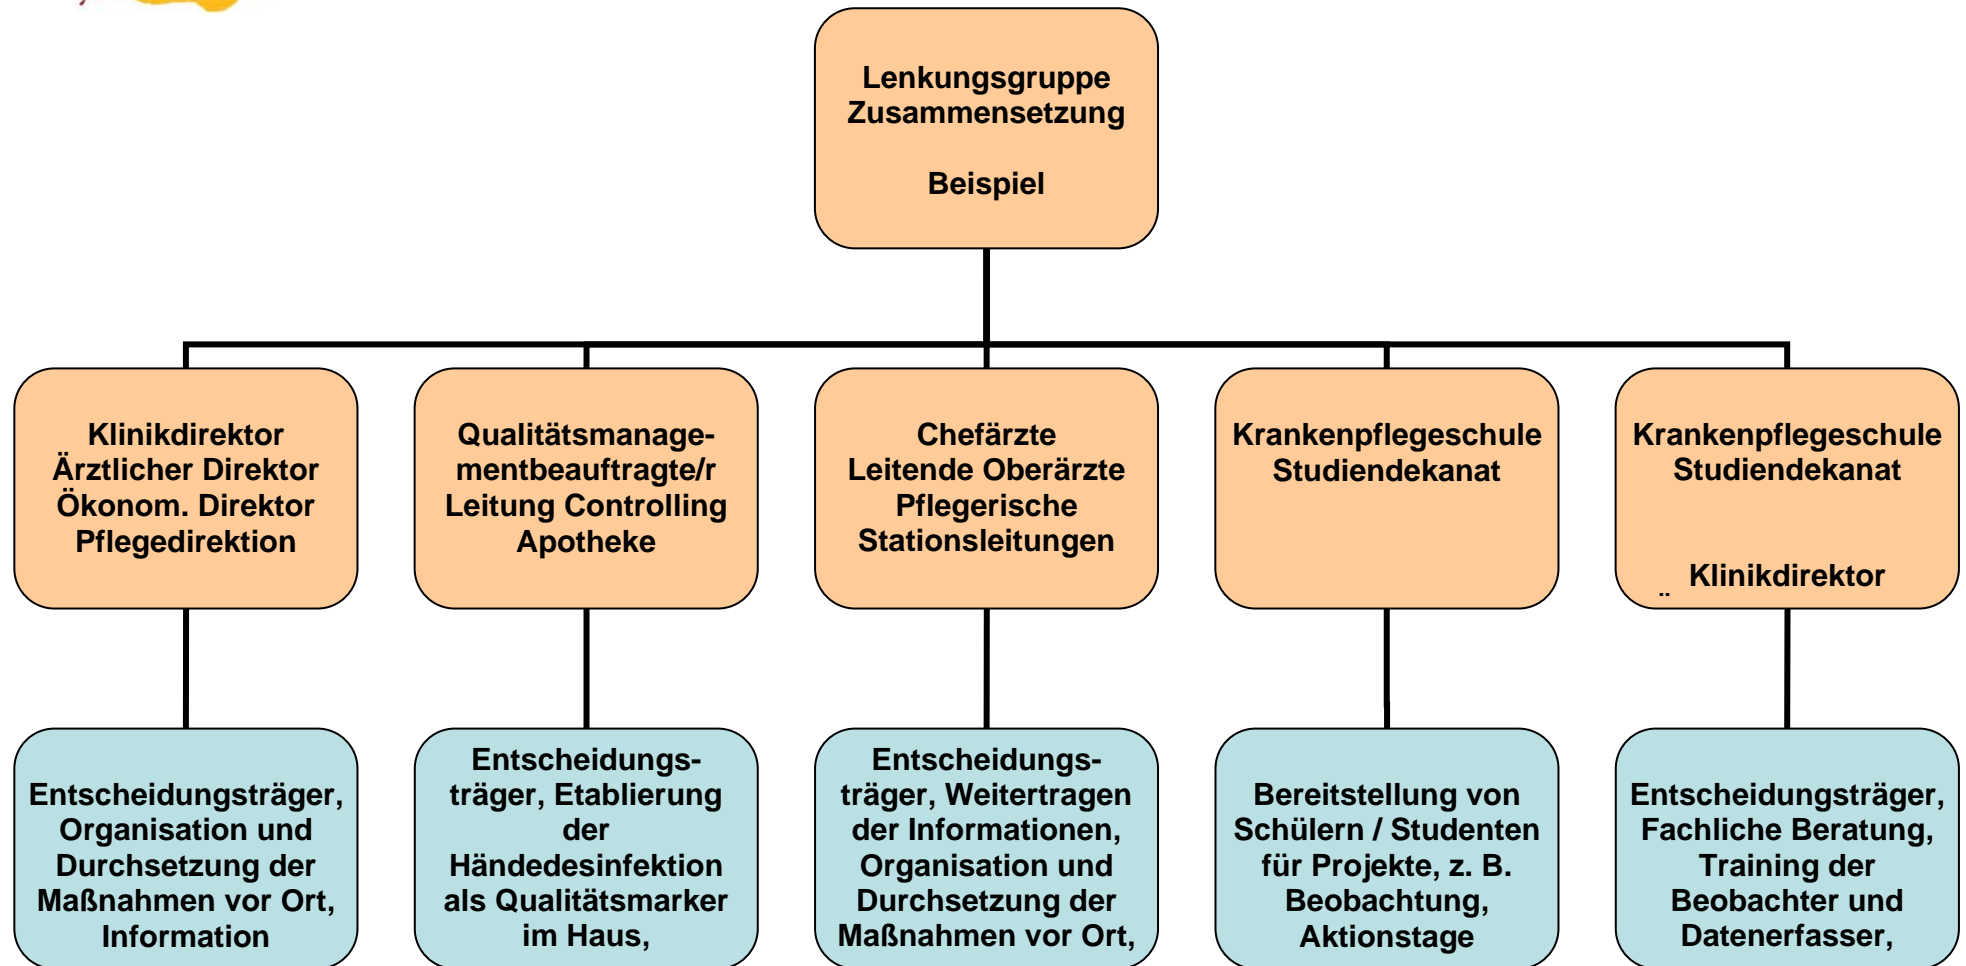 Lenkungsgruppe
Zusammensetzung
Beispiel
Klinikdirektor
Ärztlicher Direktor
Ökonom. Direktor
Pflegedirektion
Qualitätsmanage-
mentbeauftragte/r
Leitung Controlling
Apotheke
Chefärzte
Leitende Oberärzte
Pflegerische
Stationsleitungen
Krankenpflegeschule
Studiendekanat
Krankenpflegeschule
Studiendekanat
Klinikdirektor
Entscheidungsträger,
Organisation und
Durchsetzung der
Maßnahmen vor Ort,
Information
Entscheidungs-
träger, Etablierung
der
Händedesinfektion
als Qualitätsmarker
im Haus,
Entscheidungs-
träger, Weitertragen
der Informationen,
Organisation und
Durchsetzung der
Maßnahmen vor Ort,
Bereitstellung von
Schülern / Studenten
für Projekte, z. B.
Beobachtung,
Aktionstage
Entscheidungsträger,
Fachliche Beratung,
Training der
Beobachter und
Datenerfasser,